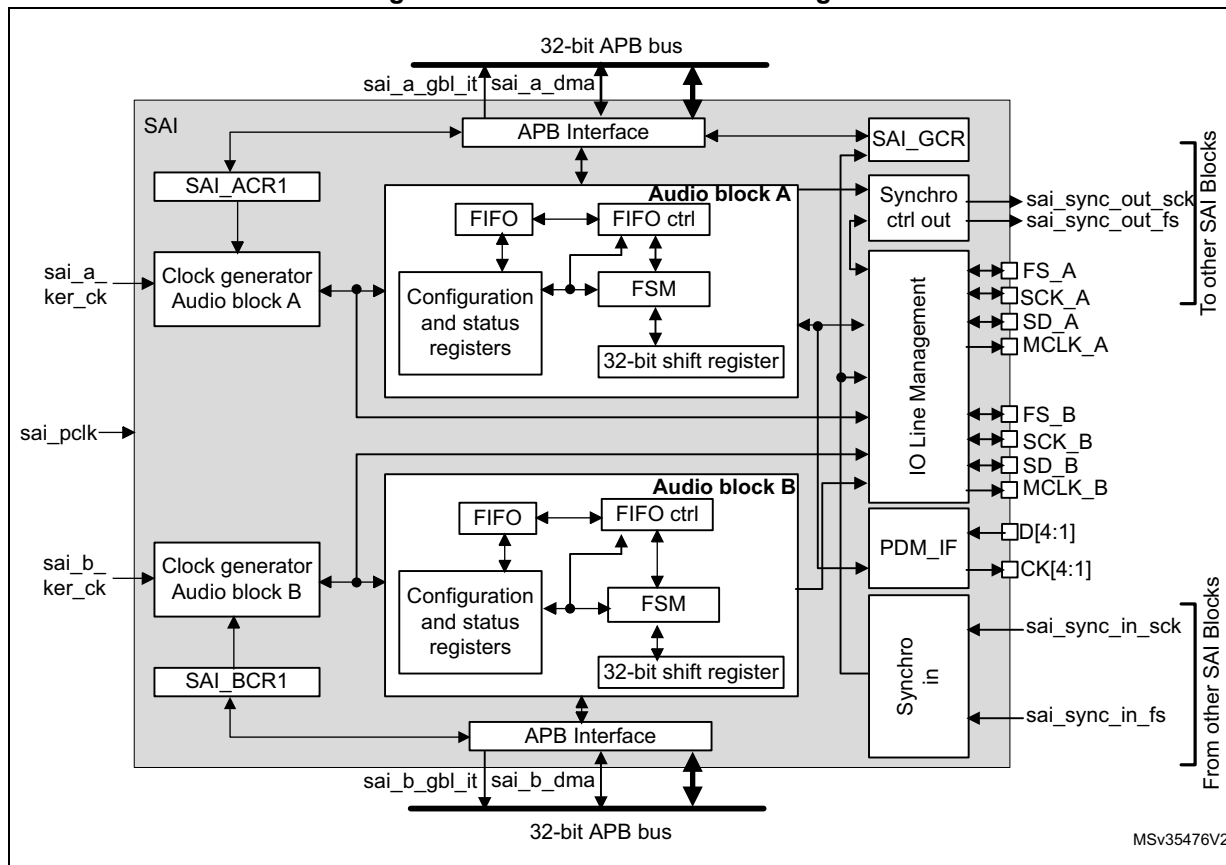 32-bit APB bus
sai_a_gbl_it sai_a_dma
SAI
APB Interface
SAI_GCR
SAI_ACR1
Audio block A
FIFO
FIFO ctrl
Synchro
ctrl out
sai_sync_out_sck
sai_sync_out_fs
To other SAI Blocks
sai_a_
ker_ck
Clock generator
Audio block A
Configuration
and status
registers
FSM
32-bit shift register
IO Line Management
FS_A
SCK_A
SD_A
MCLK_A
sai_pclk
FS_B
SCK_B
SD_B
MCLK_B
Audio block B
FIFO
FIFO ctrl
sai_b_
ker_ck
Clock generator
Audio block B
Configuration
and status
registers
FSM
32-bit shift register
PDM_IF
D[4:1]
CK[4:1]
SAI_BCR1
Synchro
in
sai_sync_in_sck
sai_sync_in_fs
From other SAI Blocks
APB Interface
sai_b_gbl_it sai_b_dma
32-bit APB bus
MSv35476V2